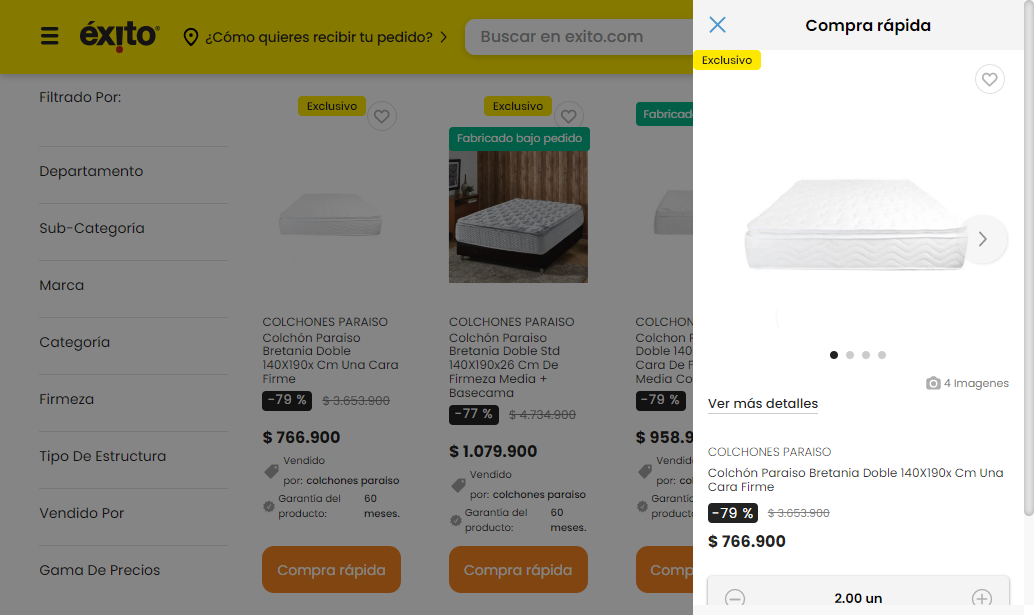 éxito
¿Cómo quieres recibir tu pedido?
Buscar en exito.com
Filtrado Por:
Departamento
Sub-Categoría
Marca
Categoría
Firmeza
Tipo De Estructura
Vendido Por
Gama De Precios
Exclusivo
COLCHONES PARAISO
Colchón Paraiso
Bretania Doble
140X190x Cm Una Cara
Firme
-79 %
$ 3.653.900
$ 766.900
Vendido
por: colchones paraiso
Garantía del
producto:
60
meses.
Compra rápida
Exclusivo
Fabricado bajo pedido
COLCHONES PARAISO
Colchón Paraiso
Bretania Doble Std
140X190x26 Cm De
Firmeza Media +
Basecama
-77 %
$ 4.734.900
$ 1.079.900
Vendido
por: colchones paraiso
Garantía del
producto:
60
meses.
Compra rápida
Fabricad
COLCHON
Colchon P
Doble 140
Cara De F
Media Co
-79 %
$ 958.9
Vendid
por: co
Garantí
product
Comp
Compra rápida
Exclusivo
4 Imagenes
Ver más detalles
COLCHONES PARAISO
Colchón Paraiso Bretania Doble 140X190x Cm Una
Cara Firme
-79 %
$ 3.653.900
$ 766.900
2.00 un